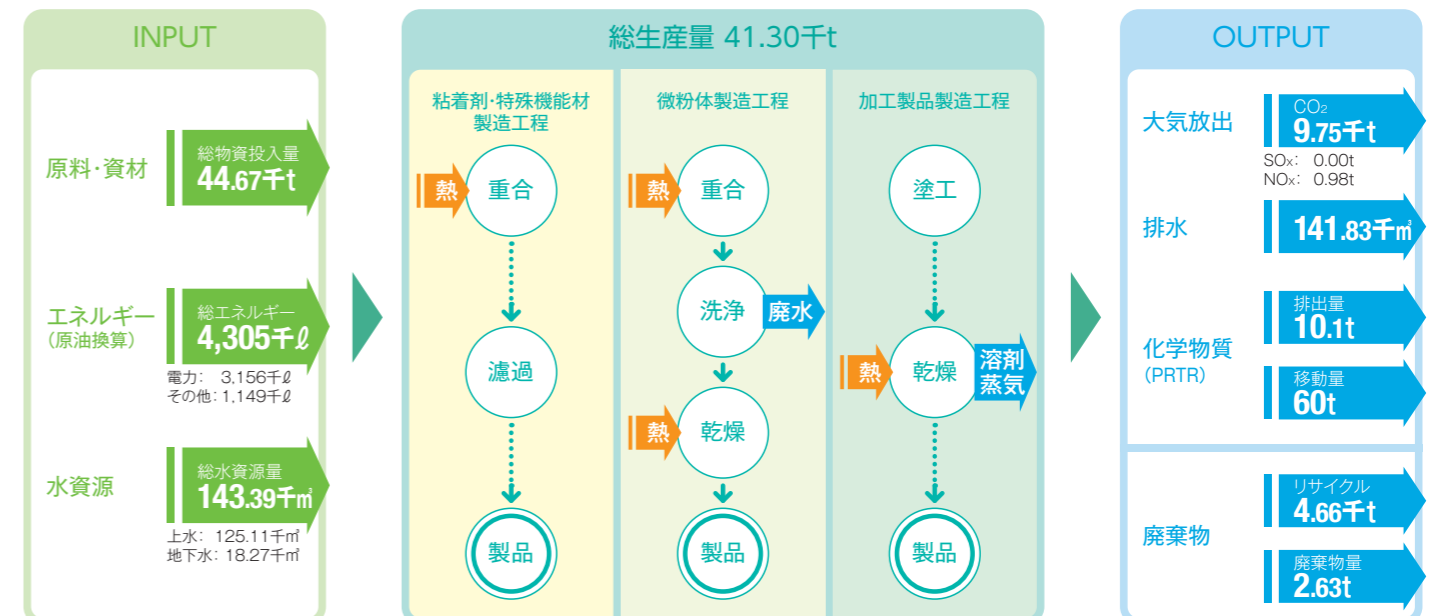 INPUT
原料・資材
総物資投入量
44.67千t
エネルギー
(原油換算)
総エネルギー
4,305千ℓ
電力: 3,156千ℓ
その他: 1,149千ℓ
水資源
総水資源量
143.39千㎥
上水: 125.11千㎥
地下水: 18.27千㎥
総生産量 41.30千t
粘着剤・特殊機能材
製造工程
熱
重合
濾過
製品
微粉体製造工程
熱
重合
洗浄
廃水
熱
乾燥
製品
加工製品製造工程
塗工
熱
乾燥
溶剤
蒸気
製品
OUTPUT
大気放出
CO₂
9.75千t
SOx: 0.00t
NOx: 0.98t
排水
141.83千㎥
化学物質
(PRTR)
排出量
10.1t
移動量
60t
廃棄物
リサイクル
4.66千t
廃棄物量
2.63t